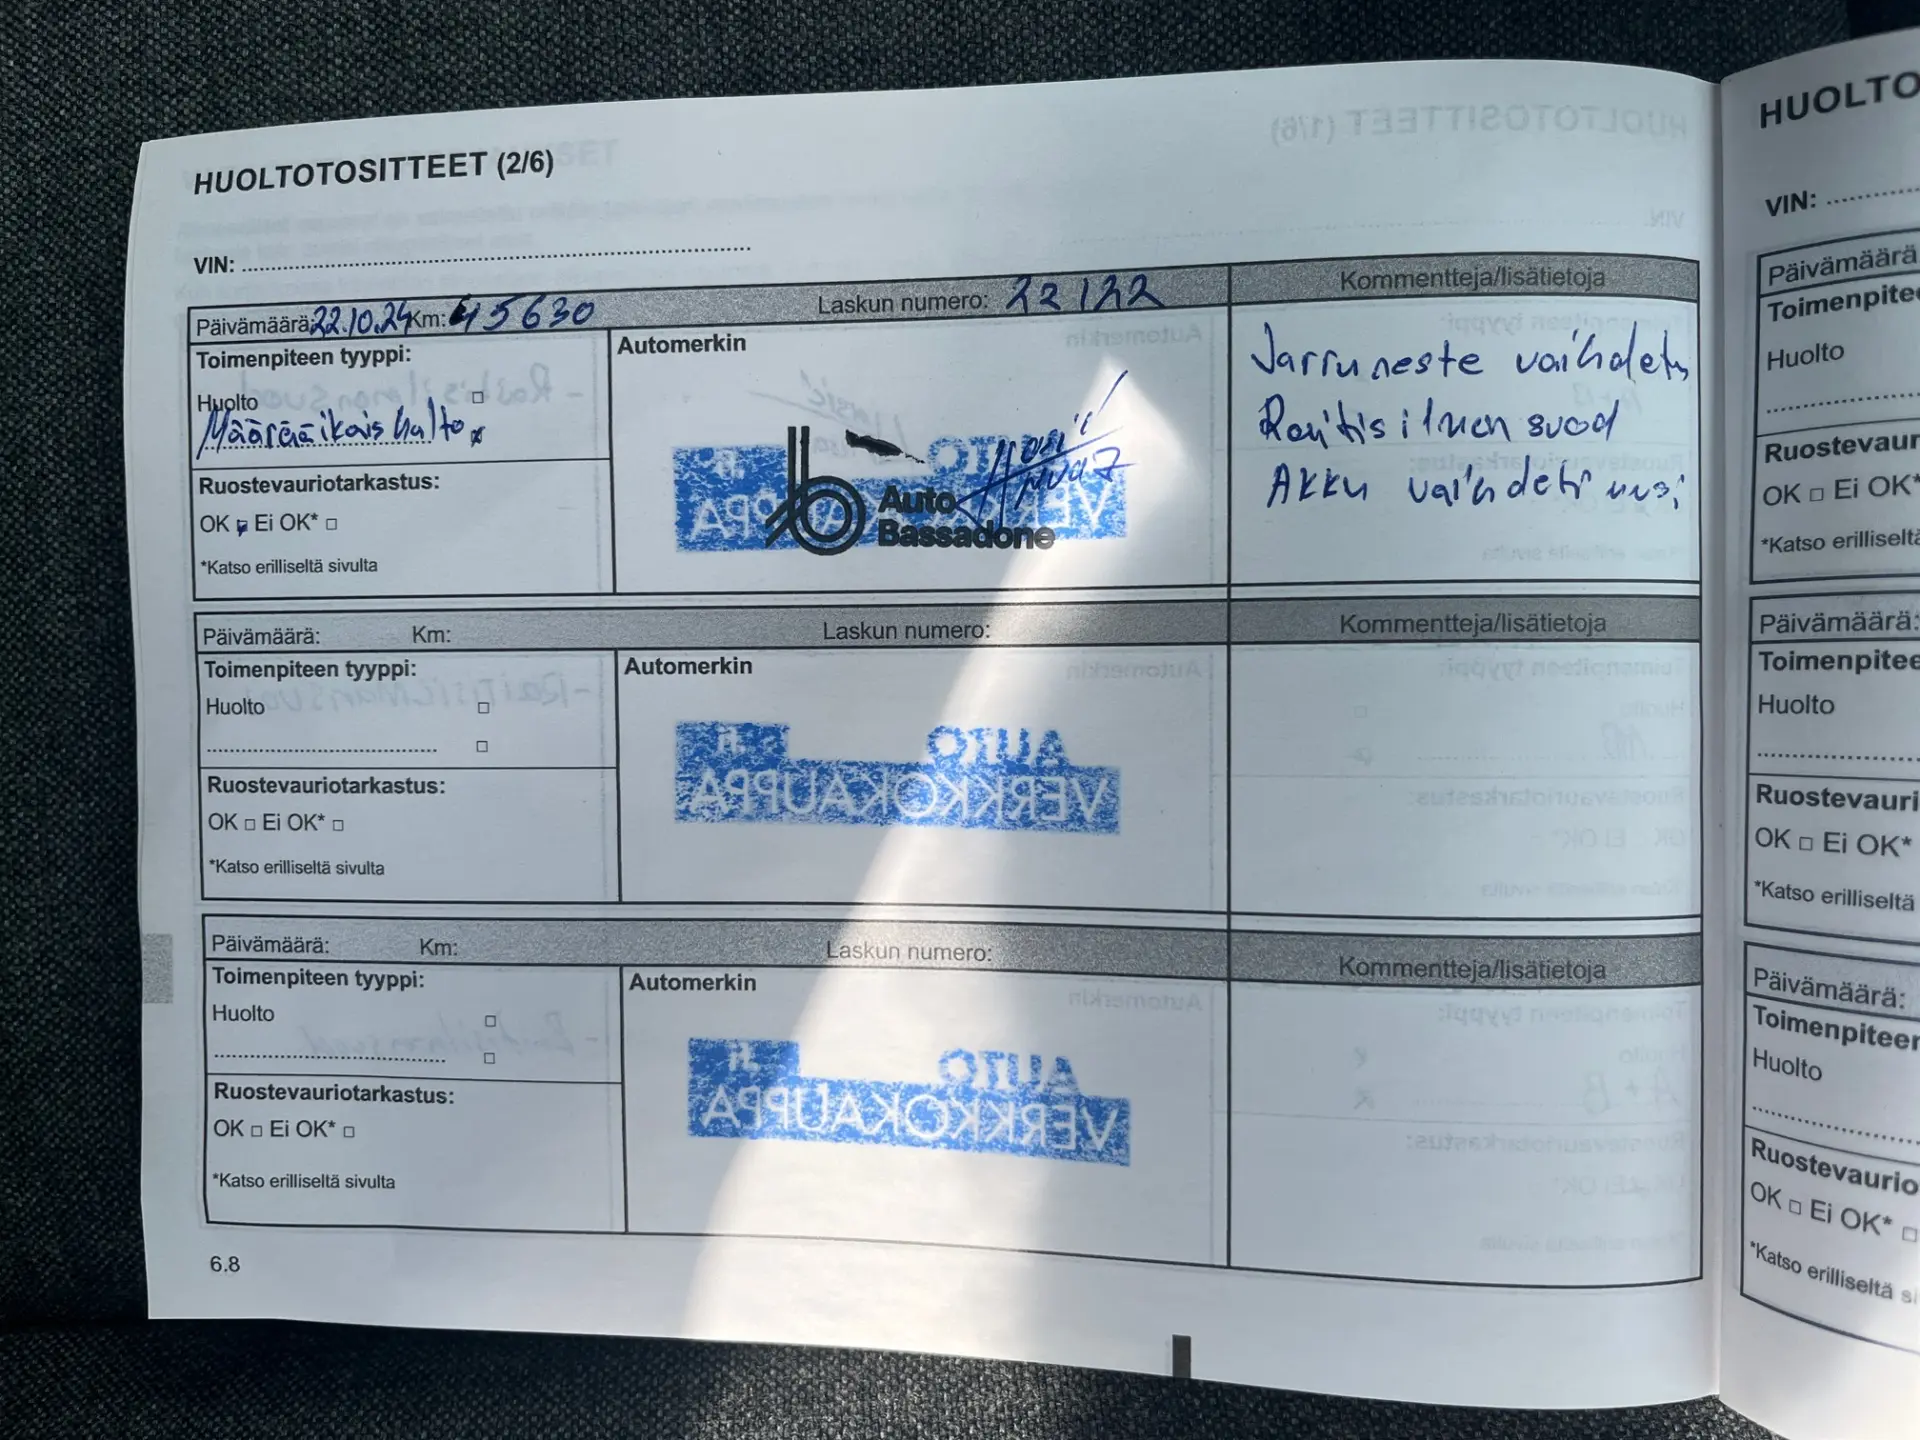 HUOLTOTOSITTEET (2/6)
VIN:
Päivämäärä: 22.10.24 Km: 45630 Laskun numero: 22122
Kommentteja/lisätietoja
Toimenpiteen tyyppi:
Huolto
Määräaikais halto
Ruostevauriotarkastus:
OK Ei OK*
*Katso erilliseltä sivulta
Automerkin
Auto
Bassadone
Jarruneste vaihdettu
Raitisilman suod
Akku vaihdettu uusi
Päivämäärä: Km: Laskun numero:
Kommentteja/lisätietoja
Toimenpiteen tyyppi:
Huolto
Ruostevauriotarkastus:
OK Ei OK*
*Katso erilliseltä sivulta
Automerkin
AUTO
VERKKOKAUPPA
.fi
Päivämäärä: Km: Laskun numero:
Kommentteja/lisätietoja
Toimenpiteen tyyppi:
Huolto
Ruostevauriotarkastus:
OK Ei OK*
*Katso erilliseltä sivulta
Automerkin
AUTO
VERKKOKAUPPA
.fi
6.8
HUOLTO
VIN:
Päivämäärä
Toimenpitee
Huolto
Ruostevaur
OK Ei OK*
*Katso erilliseltä
Päivämäärä:
Toimenpitee
Huolto
Ruostevauri
OK Ei OK*
*Katso erilliseltä
Päivämäärä:
Toimenpiteen
Huolto
Ruostevaurio
OK Ei OK*
*Katso erilliseltä si